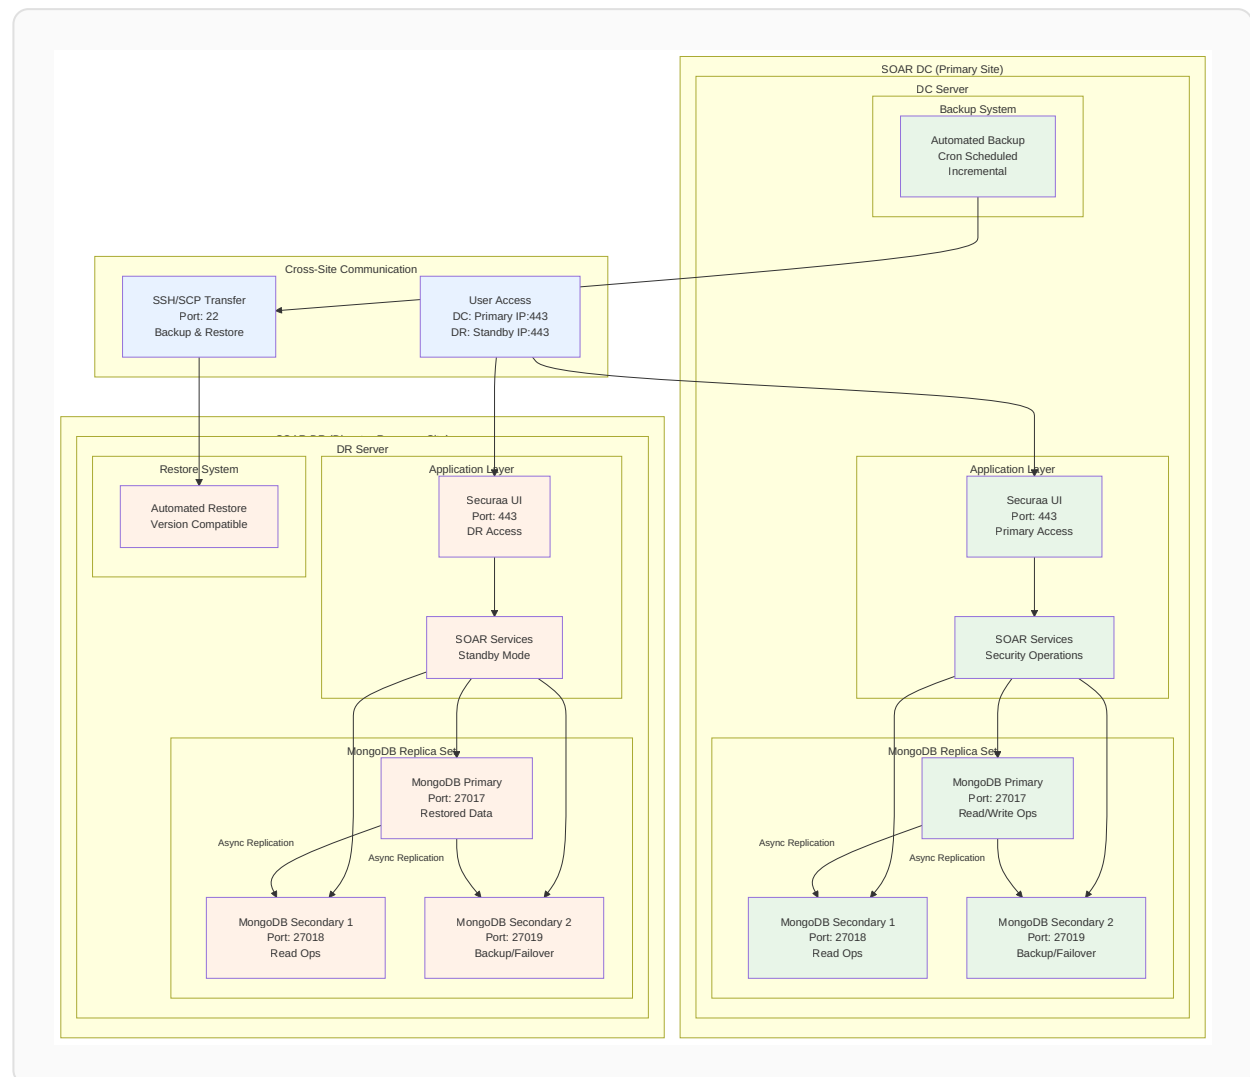 SOAR DC (Primary Site)
DC Server
Backup System
Automated Backup
Cron Scheduled
Incremental
Cross-Site Communication
SSH/SCP Transfer
Port: 22
Backup & Restore
User Access
DC: Primary IP:443
DR: Standby IP:443
DR Server
Restore System
Automated Restore
Version Compatible
Application Layer
Securaa UI
Port: 443
DR Access
SOAR Services
Standby Mode
MongoDB Replica Set
MongoDB Primary
Port: 27017
Restored Data
Async Replication
Async Replication
MongoDB Secondary 1
Port: 27018
Read Ops
MongoDB Secondary 2
Port: 27019
Backup/Failover
Application Layer
Securaa UI
Port: 443
Primary Access
SOAR Services
Security Operations
MongoDB Replica Set
MongoDB Primary
Port: 27017
Read/Write Ops
Async Replication
Async Replication
MongoDB Secondary 1
Port: 27018
Read Ops
MongoDB Secondary 2
Port: 27019
Backup/Failover